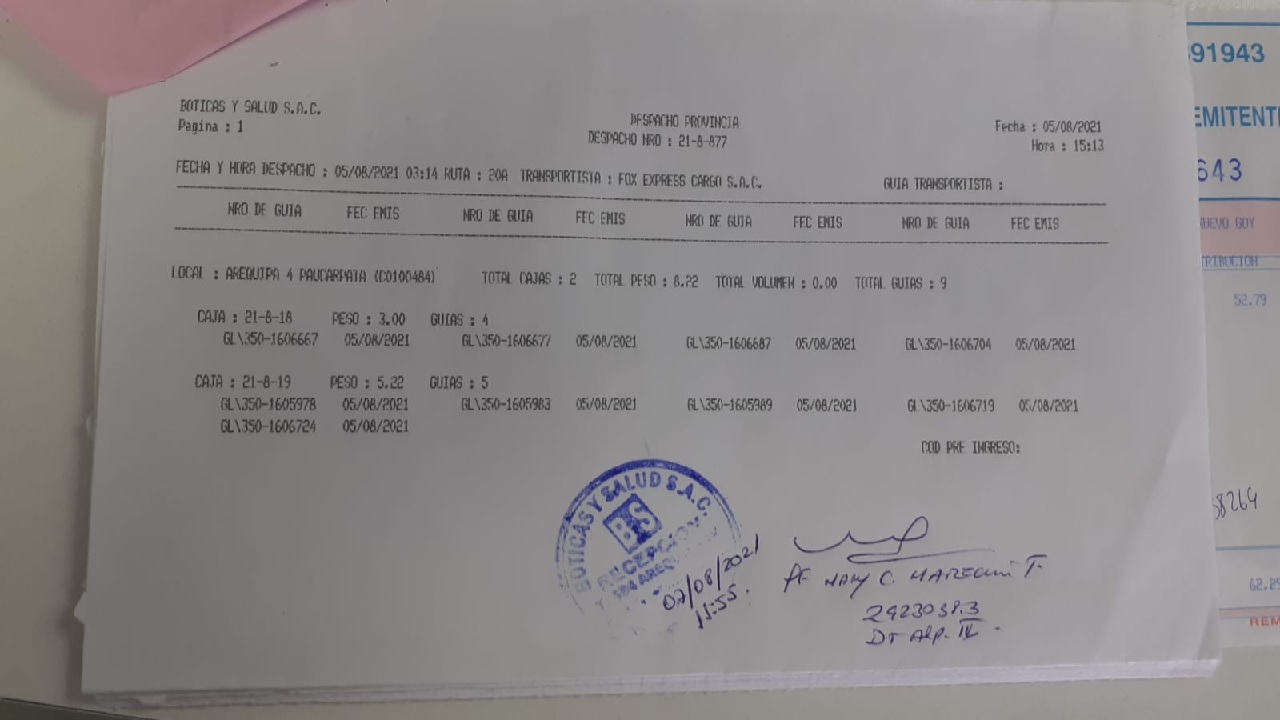 BOTICAS Y SALUD S.A.C.
Pagina : 1
DESPACHO PROVINCIA
DESPACHO NRO : 21-8-877
Fecha : 05/08/2021
Hora : 15:13
FECHA Y HORA DESPACHO : 05/08/2021 03:14 RUTA : 20A TRANSPORTISTA : FOX EXPRESS CARGO S.A.C. GUIA TRANSPORTISTA :
NRO DE GUIA FEC EMIS NRO DE GUIA FEC EMIS NRO DE GUIA FEC EMIS NRO DE GUIA FEC EMIS
LOCAL : AREQUIPA 4 PAUCARPATA (C0100484) TOTAL CAJAS : 2 TOTAL PESO : 8.22 TOTAL VOLUMEN : 0.00 TOTAL GUIAS : 9
CAJA : 21-8-18 PESO : 3.00 GUIAS : 4
GL\350-1606667 05/08/2021 GL\350-1606677 05/08/2021 GL\350-1606687 05/08/2021 GL\350-1606704 05/08/2021
CAJA : 21-8-19 PESO : 5.22 GUIAS : 5
GL\350-1605978 05/08/2021 GL\350-1605983 05/08/2021 GL\350-1605989 05/08/2021 GL\350-1606719 05/08/2021
GL\350-1606724 05/08/2021
COD PRE INGRESO:
BOTICAS Y SALUD S.A.C.
BS
RECEPCION
07/08/2021
11:55.
91943
EMITENT
643
52.79
58264
62.29
REM